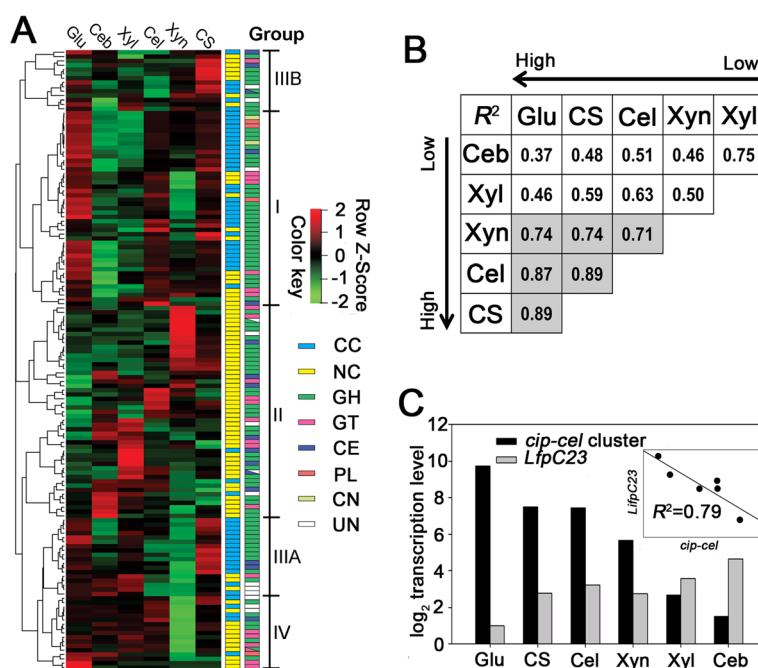 A
Glu Ceb Xyl Cel Xyn CS Group
IIIB
I
II
IIIA
IV
2
1
0
-1
-2
Row Z-Score
Color key
CC
NC
GH
GT
CE
PL
CN
UN
B
High Low
Low
High
R² Glu CS Cel Xyn Xyl
Ceb 0.37 0.48 0.51 0.46 0.75
Xyl 0.46 0.59 0.63 0.50
Xyn 0.74 0.74 0.71
Cel 0.87 0.89
CS 0.89
C
log₂ transcription level
12
10
8
6
4
2
0
cip-cel cluster
LfpC23
LifpC23
R²=0.79
cip-cel
Glu CS Cel Xyn Xyl Ceb